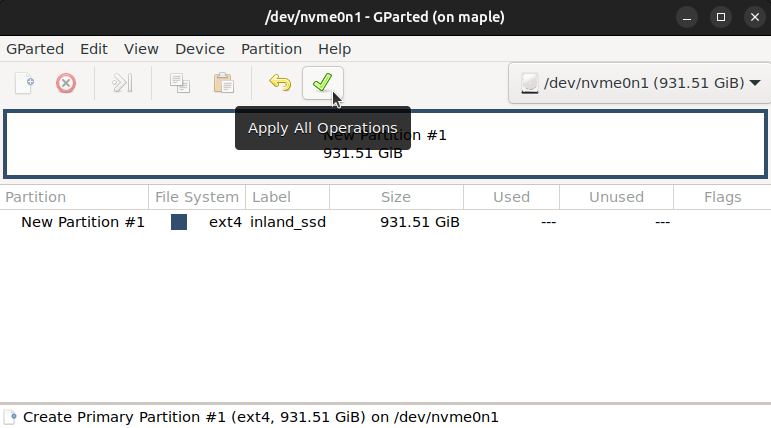 /dev/nvme0n1 - GParted (on maple)
GParted Edit View Device Partition Help
/dev/nvme0n1 (931.51 GiB)
Apply All Operations
New Partition #1
931.51 GiB
Partition File System Label Size Used Unused Flags
New Partition #1 ext4 inland_ssd 931.51 GiB --- ---
Create Primary Partition #1 (ext4, 931.51 GiB) on /dev/nvme0n1